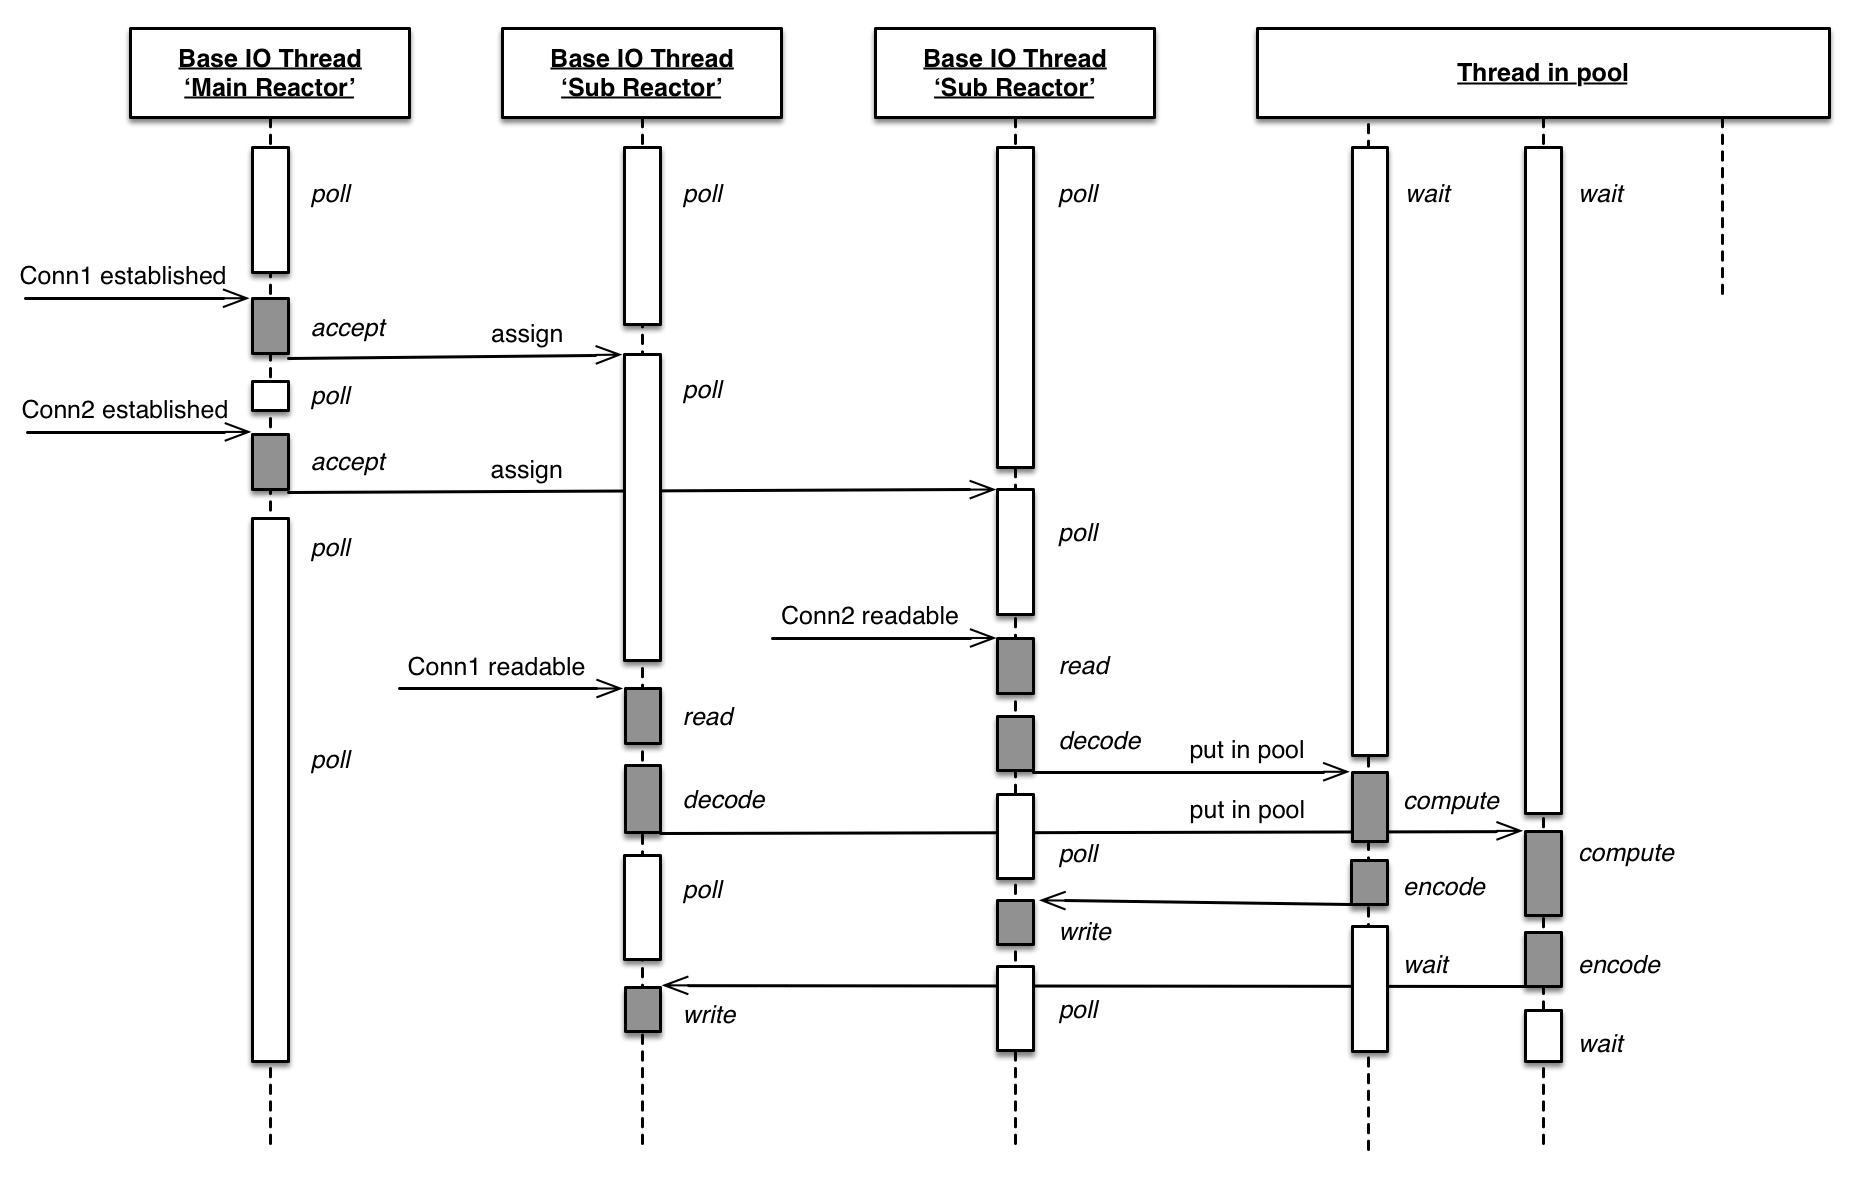 Base IO Thread
‘Main Reactor’
Base IO Thread
‘Sub Reactor’
Base IO Thread
‘Sub Reactor’
Thread in pool
poll
poll
poll
wait
wait
Conn1 established
accept
assign
poll
poll
Conn2 established
accept
assign
poll
poll
Conn2 readable
read
Conn1 readable
read
decode
put in pool
poll
decode
put in pool
compute
poll
compute
poll
encode
write
wait
encode
write
poll
wait